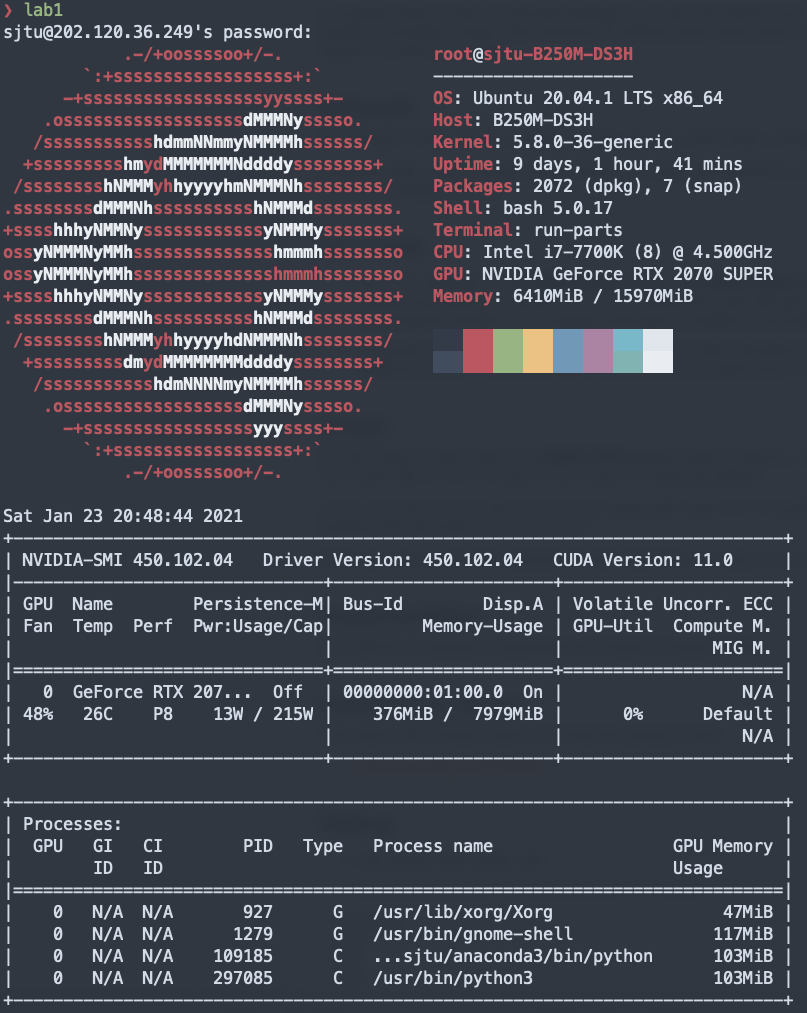 ❯ lab1
sjtu@202.120.36.249's password:
            .-/+oossssoo+/-.               root@sjtu-B250M-DS3H
        `:+ssssssssssssssssss+:`           --------------------
      -+ssssssssssssssssssyyssss+-         OS: Ubuntu 20.04.1 LTS x86_64
    .ossssssssssssssssssdMMMNysssso.       Host: B250M-DS3H
   /ssssssssssshdmmNNmmyNMMMMhssssss/      Kernel: 5.8.0-36-generic
  +ssssssssshmydMMMMMMMNddddyssssssss+     Uptime: 9 days, 1 hour, 41 mins
 /sssssssshNMMMyhhyyyyhmNMMMNhssssssss/    Packages: 2072 (dpkg), 7 (snap)
.ssssssssdMMMNhsssssssssshNMMMdssssssss.   Shell: bash 5.0.17
+sssshhhyNMMNyssssssssssssyNMMMysssssss+   Terminal: run-parts
ossyNMMMNyMMhsssssssssssssshmmmhssssssso   CPU: Intel i7-7700K (8) @ 4.500GHz
ossyNMMMNyMMhsssssssssssssshmmmhssssssso   GPU: NVIDIA GeForce RTX 2070 SUPER
+sssshhhyNMMNyssssssssssssyNMMMysssssss+   Memory: 6410MiB / 15970MiB
.ssssssssdMMMNhsssssssssshNMMMdssssssss.
 /sssssssshNMMMyhhyyyyhdNMMMNhssssssss/
  +sssssssssdmydMMMMMMMMddddyssssssss+
   /ssssssssssshdmNNNNmyNMMMMhssssss/
    .ossssssssssssssssssdMMMNysssso.
      -+sssssssssssssssssyyyssss+-
        `:+ssssssssssssssssss+:`
            .-/+oossssoo+/-.
Sat Jan 23 20:48:44 2021
+-----------------------------------------------------------------------------+
| NVIDIA-SMI 450.102.04   Driver Version: 450.102.04   CUDA Version: 11.0     |
|-------------------------------+----------------------+----------------------+
| GPU  Name        Persistence-M| Bus-Id        Disp.A | Volatile Uncorr. ECC |
| Fan  Temp  Perf  Pwr:Usage/Cap|         Memory-Usage | GPU-Util  Compute M. |
|                               |                      |               MIG M. |
|===============================+======================+======================|
|   0  GeForce RTX 207...  Off  | 00000000:01:00.0  On |                  N/A |
| 48%   26C    P8    13W / 215W |    376MiB /  7979MiB |      0%      Default |
|                               |                      |                  N/A |
+-------------------------------+----------------------+----------------------+
+-----------------------------------------------------------------------------+
| Processes:                                                                  |
|  GPU   GI   CI        PID   Type   Process name                  GPU Memory |
|        ID   ID                                                   Usage      |
|=============================================================================|
|    0   N/A  N/A       927      G   /usr/lib/xorg/Xorg                 47MiB |
|    0   N/A  N/A      1279      G   /usr/bin/gnome-shell              117MiB |
|    0   N/A  N/A    109185      C   ...sjtu/anaconda3/bin/python      103MiB |
|    0   N/A  N/A    297085      C   /usr/bin/python3                  103MiB |
+-----------------------------------------------------------------------------+